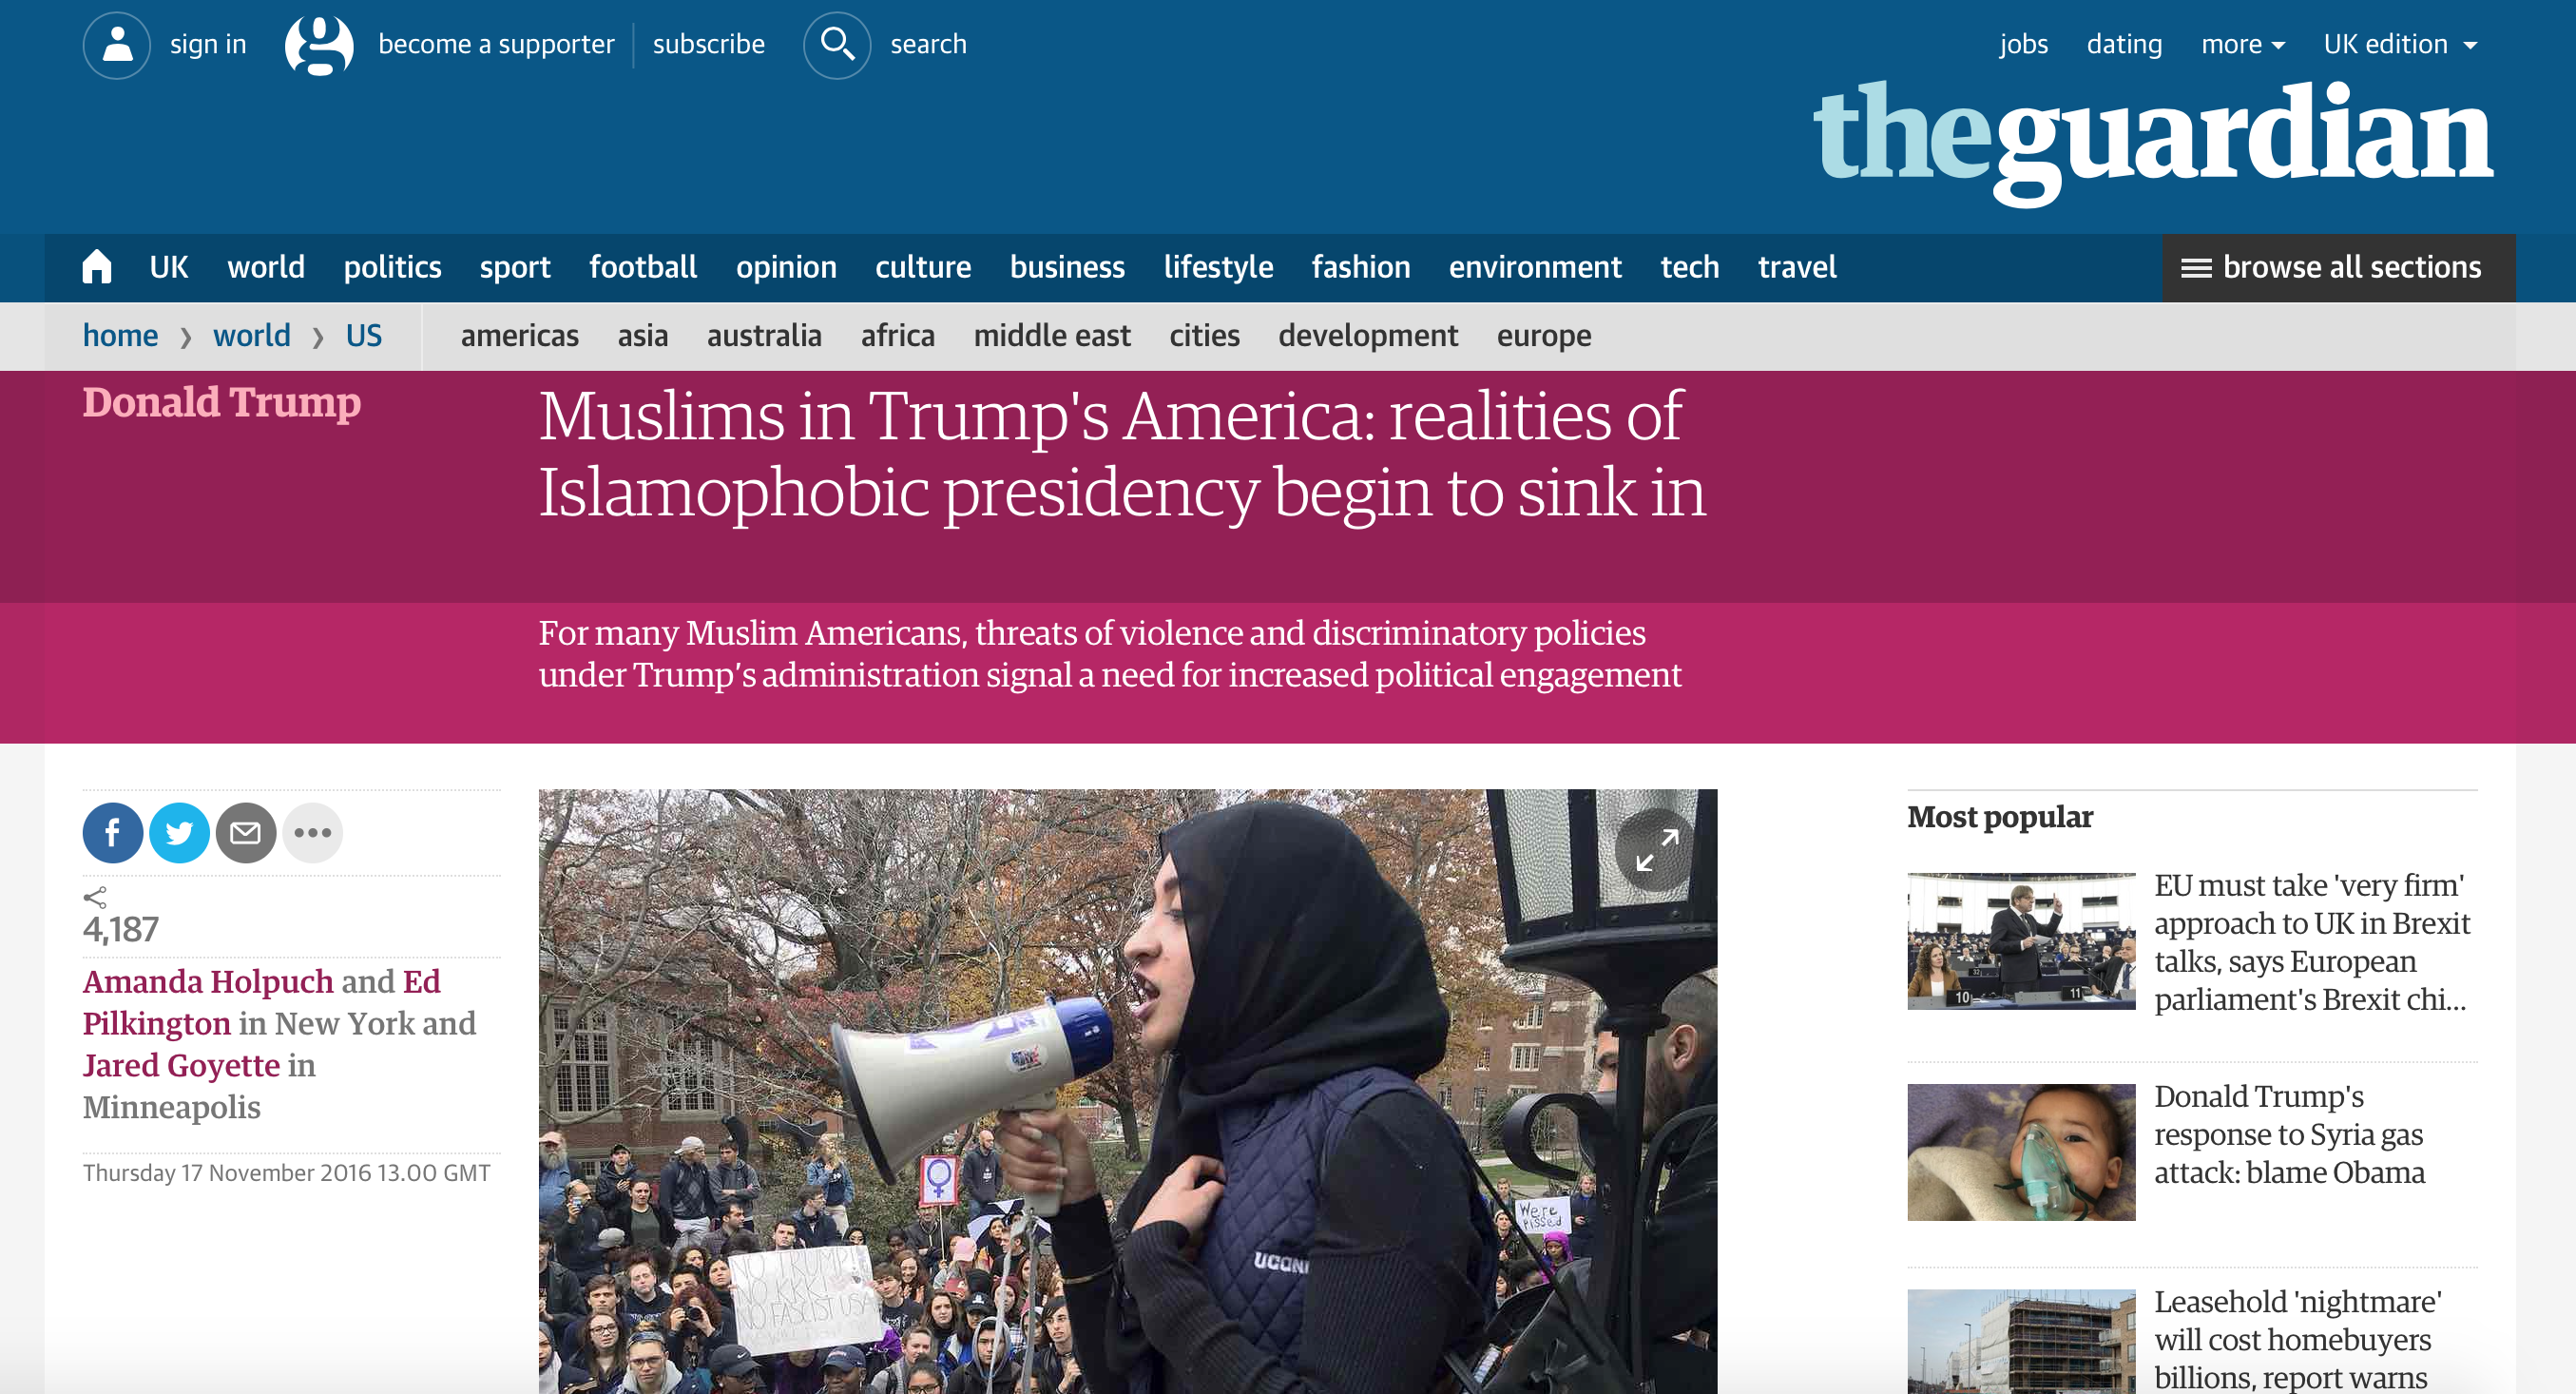 sign in
become a supporter
subscribe
search
jobs
dating
more
UK edition
theguardian
UK world politics sport football opinion culture business lifestyle fashion environment tech travel
browse all sections
home world US
americas asia australia africa middle east cities development europe
Donald Trump
Muslims in Trump's America: realities of
Islamophobic presidency begin to sink in
For many Muslim Americans, threats of violence and discriminatory policies
under Trump’s administration signal a need for increased political engagement
4,187
Amanda Holpuch and Ed
Pilkington in New York and
Jared Goyette in
Minneapolis
Thursday 17 November 2016 13.00 GMT
NO TRUMP!
NO KKK!
NO FASCIST USA
UCONN
We're
Pissed
Most popular
10
11
EU must take 'very firm'
approach to UK in Brexit
talks, says European
parliament's Brexit chi...
Donald Trump's
response to Syria gas
attack: blame Obama
Leasehold 'nightmare'
will cost homebuyers
billions, report warns